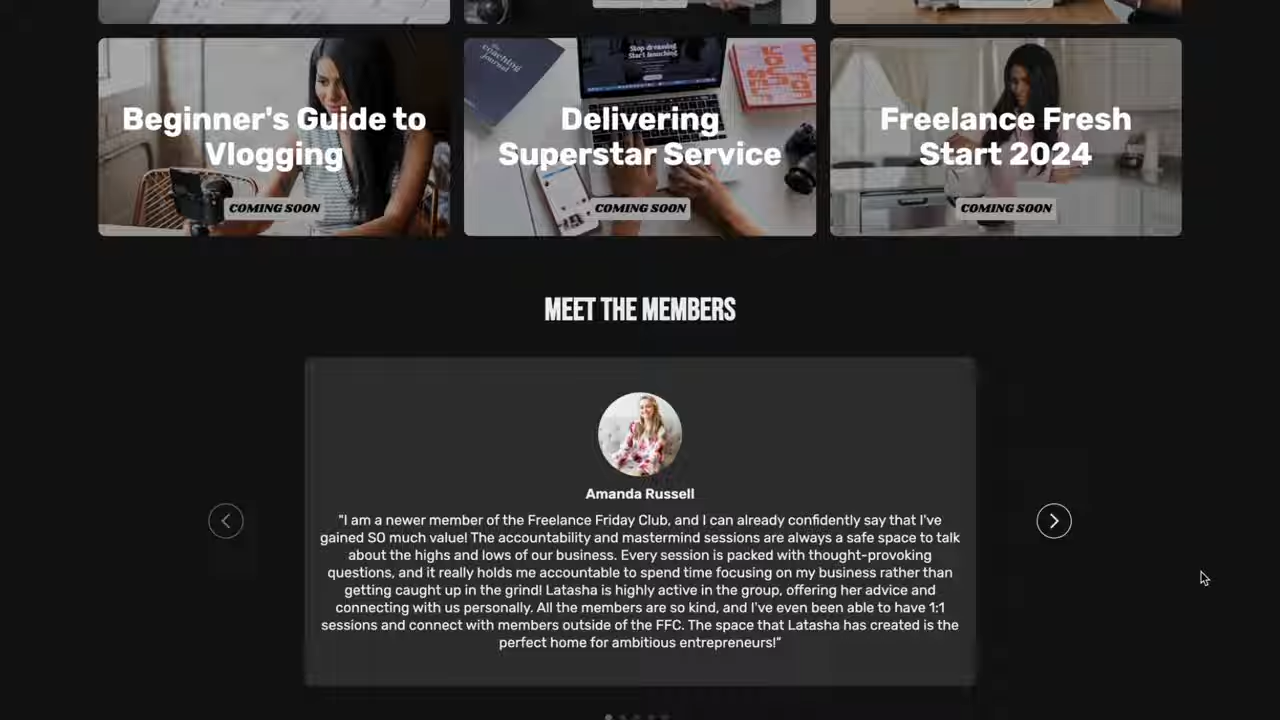 the
coaching
journal
Stop dreaming
Start launching
Beginner's Guide to
Vlogging
COMING SOON
Delivering
Superstar Service
COMING SOON
Freelance Fresh
Start 2024
COMING SOON
MEET THE MEMBERS
Amanda Russell
"I am a newer member of the Freelance Friday Club, and I can already confidently say that I've
gained SO much value! The accountability and mastermind sessions are always a safe space to talk
about the highs and lows of our business. Every session is packed with thought-provoking
questions, and it really holds me accountable to spend time focusing on my business rather than
getting caught up in the grind! Latasha is highly active in the group, offering her advice and
connecting with us personally. All the members are so kind, and I've even been able to have 1:1
sessions and connect with members outside of the FFC. The space that Latasha has created is the
perfect home for ambitious entrepreneurs!"